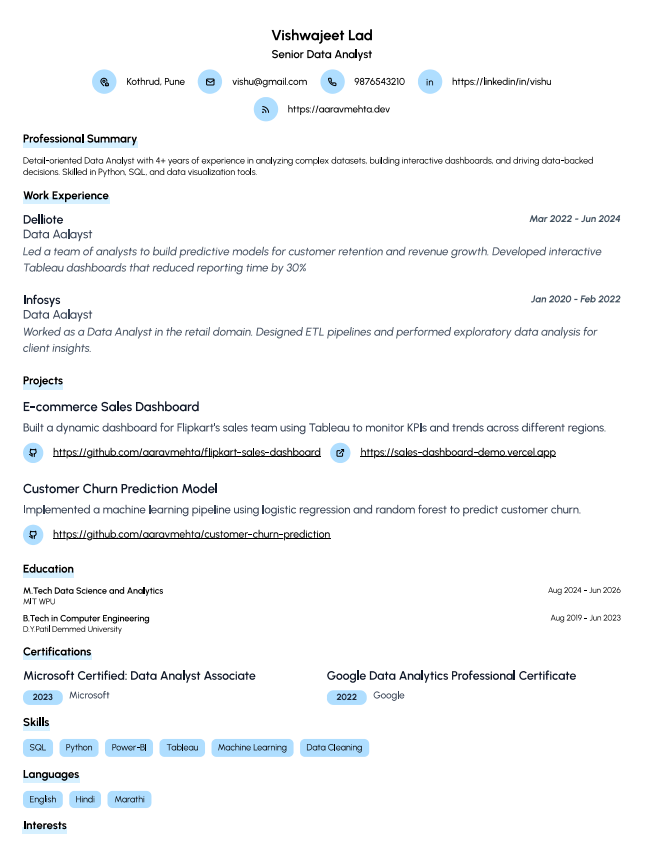 Vishwajeet Lad
Senior Data Analyst
Kothrud, Pune vishu@gmail.com 9876543210 in https://linkedin/in/vishu
https://aaravmehta.dev
Professional Summary
Detail-oriented Data Analyst with 4+ years of experience in analyzing complex datasets, building interactive dashboards, and driving data-backed
decisions. Skilled in Python, SQL, and data visualization tools.
Work Experience
Delliote Mar 2022 - Jun 2024
Data Aalayst
Led a team of analysts to build predictive models for customer retention and revenue growth. Developed interactive
Tableau dashboards that reduced reporting time by 30%
Infosys Jan 2020 - Feb 2022
Data Aalayst
Worked as a Data Analyst in the retail domain. Designed ETL pipelines and performed exploratory data analysis for
client insights.
Projects
E-commerce Sales Dashboard
Built a dynamic dashboard for Flipkart's sales team using Tableau to monitor KPIs and trends across different regions.
https://github.com/aaravmehta/flipkart-sales-dashboard https://sales-dashboard-demo.vercel.app
Customer Churn Prediction Model
Implemented a machine learning pipeline using logistic regression and random forest to predict customer churn.
https://github.com/aaravmehta/customer-churn-prediction
Education
M.Tech Data Science and Analytics Aug 2024 - Jun 2026
MIT WPU
B.Tech in Computer Engineering Aug 2019 - Jun 2023
D.Y.Patil Demmed University
Certifications
Microsoft Certified: Data Analyst Associate Google Data Analytics Professional Certificate
2023 Microsoft 2022 Google
Skills
SQL Python Power-BI Tableau Machine Learning Data Cleaning
Languages
English Hindi Marathi
Interests